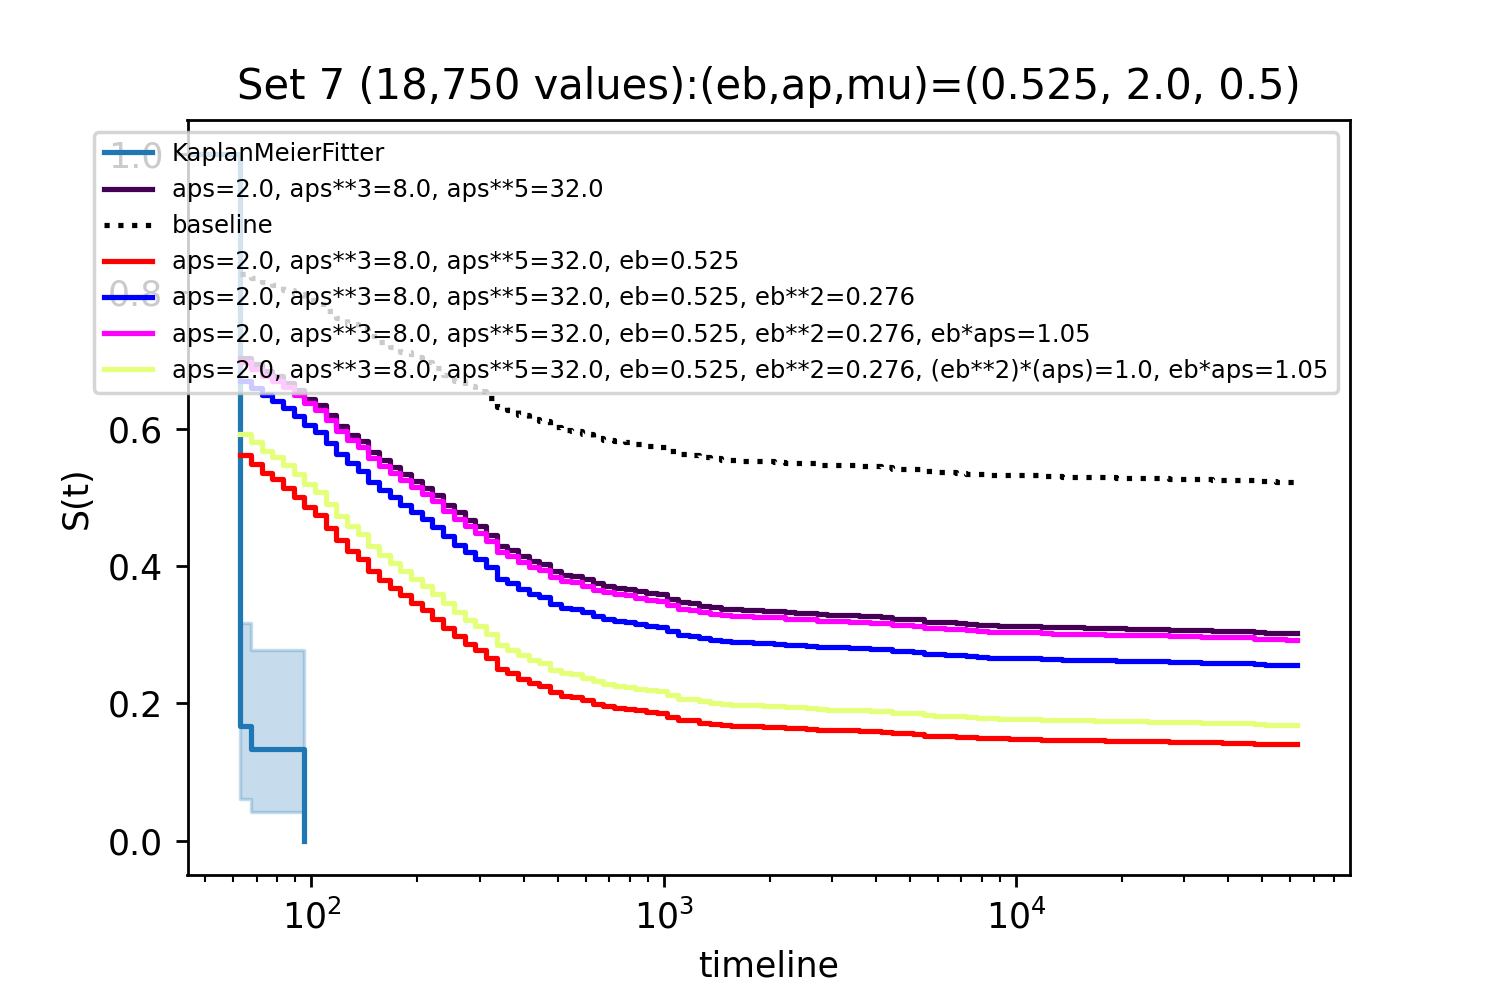 Set 7 (18,750 values):(eb,ap,mu)=(0.525, 2.0, 0.5)
1.0
KaplanMeierFitter
aps=2.0, aps**3=8.0, aps**5=32.0
baseline
aps=2.0, aps**3=8.0, aps**5=32.0, eb=0.525
0.8
aps=2.0, aps**3=8.0, aps**5=32.0, eb=0.525, eb**2=0.276
aps=2.0, aps**3=8.0, aps**5=32.0, eb=0.525, eb**2=0.276, eb*aps=1.05
aps=2.0, aps**3=8.0, aps**5=32.0, eb=0.525, eb**2=0.276, (eb**2)*(aps)=1.0, eb*aps=1.05
0.6
S(t)
0.4
0.2
0.0
10² 10³ 10⁴
timeline